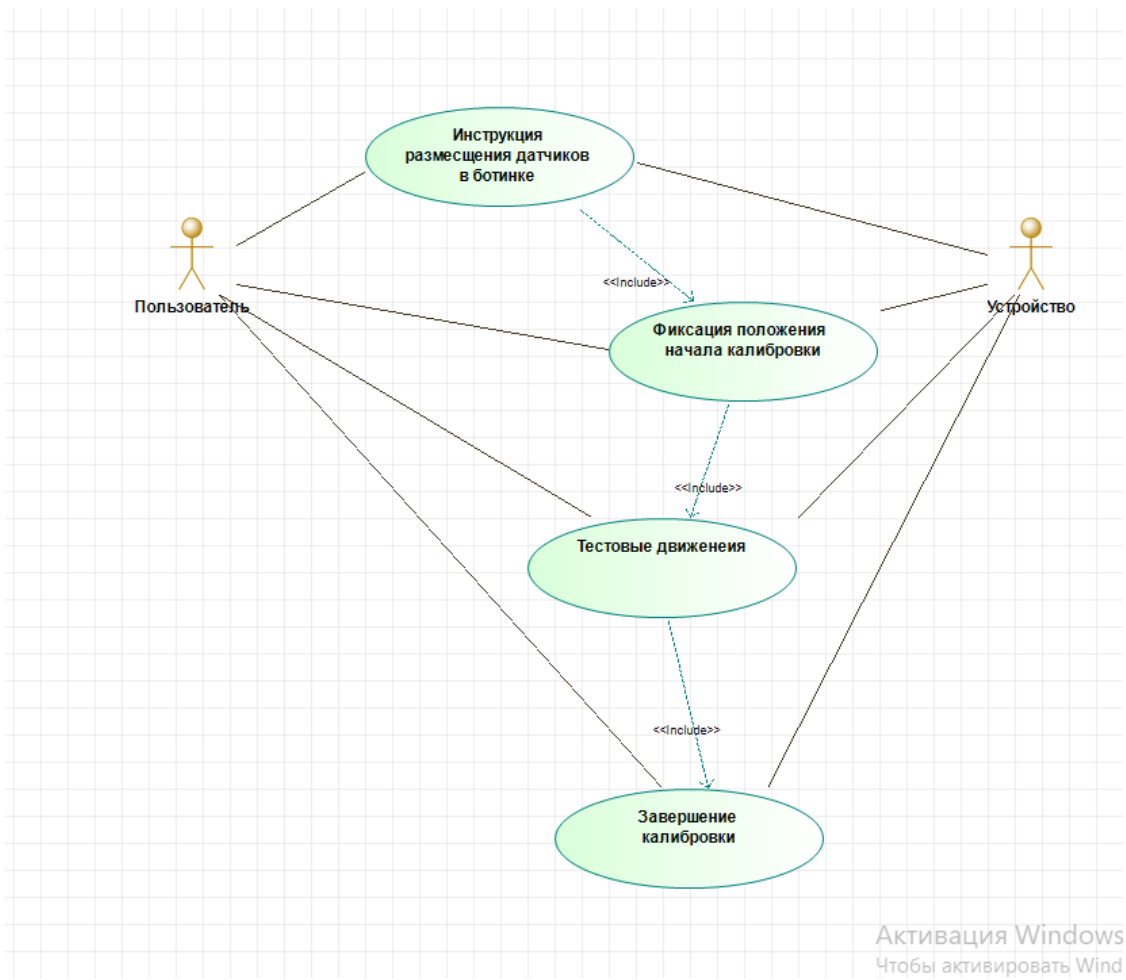 Инструкция
размесщения датчиков
в ботинке
<<Include>>
Пользователь
Устройство
Фиксация положения
начала калибровки
<<Include>>
Тестовые движенеия
<<Include>>
Завершение
калибровки
Активация Windows
Чтобы активировать Wind